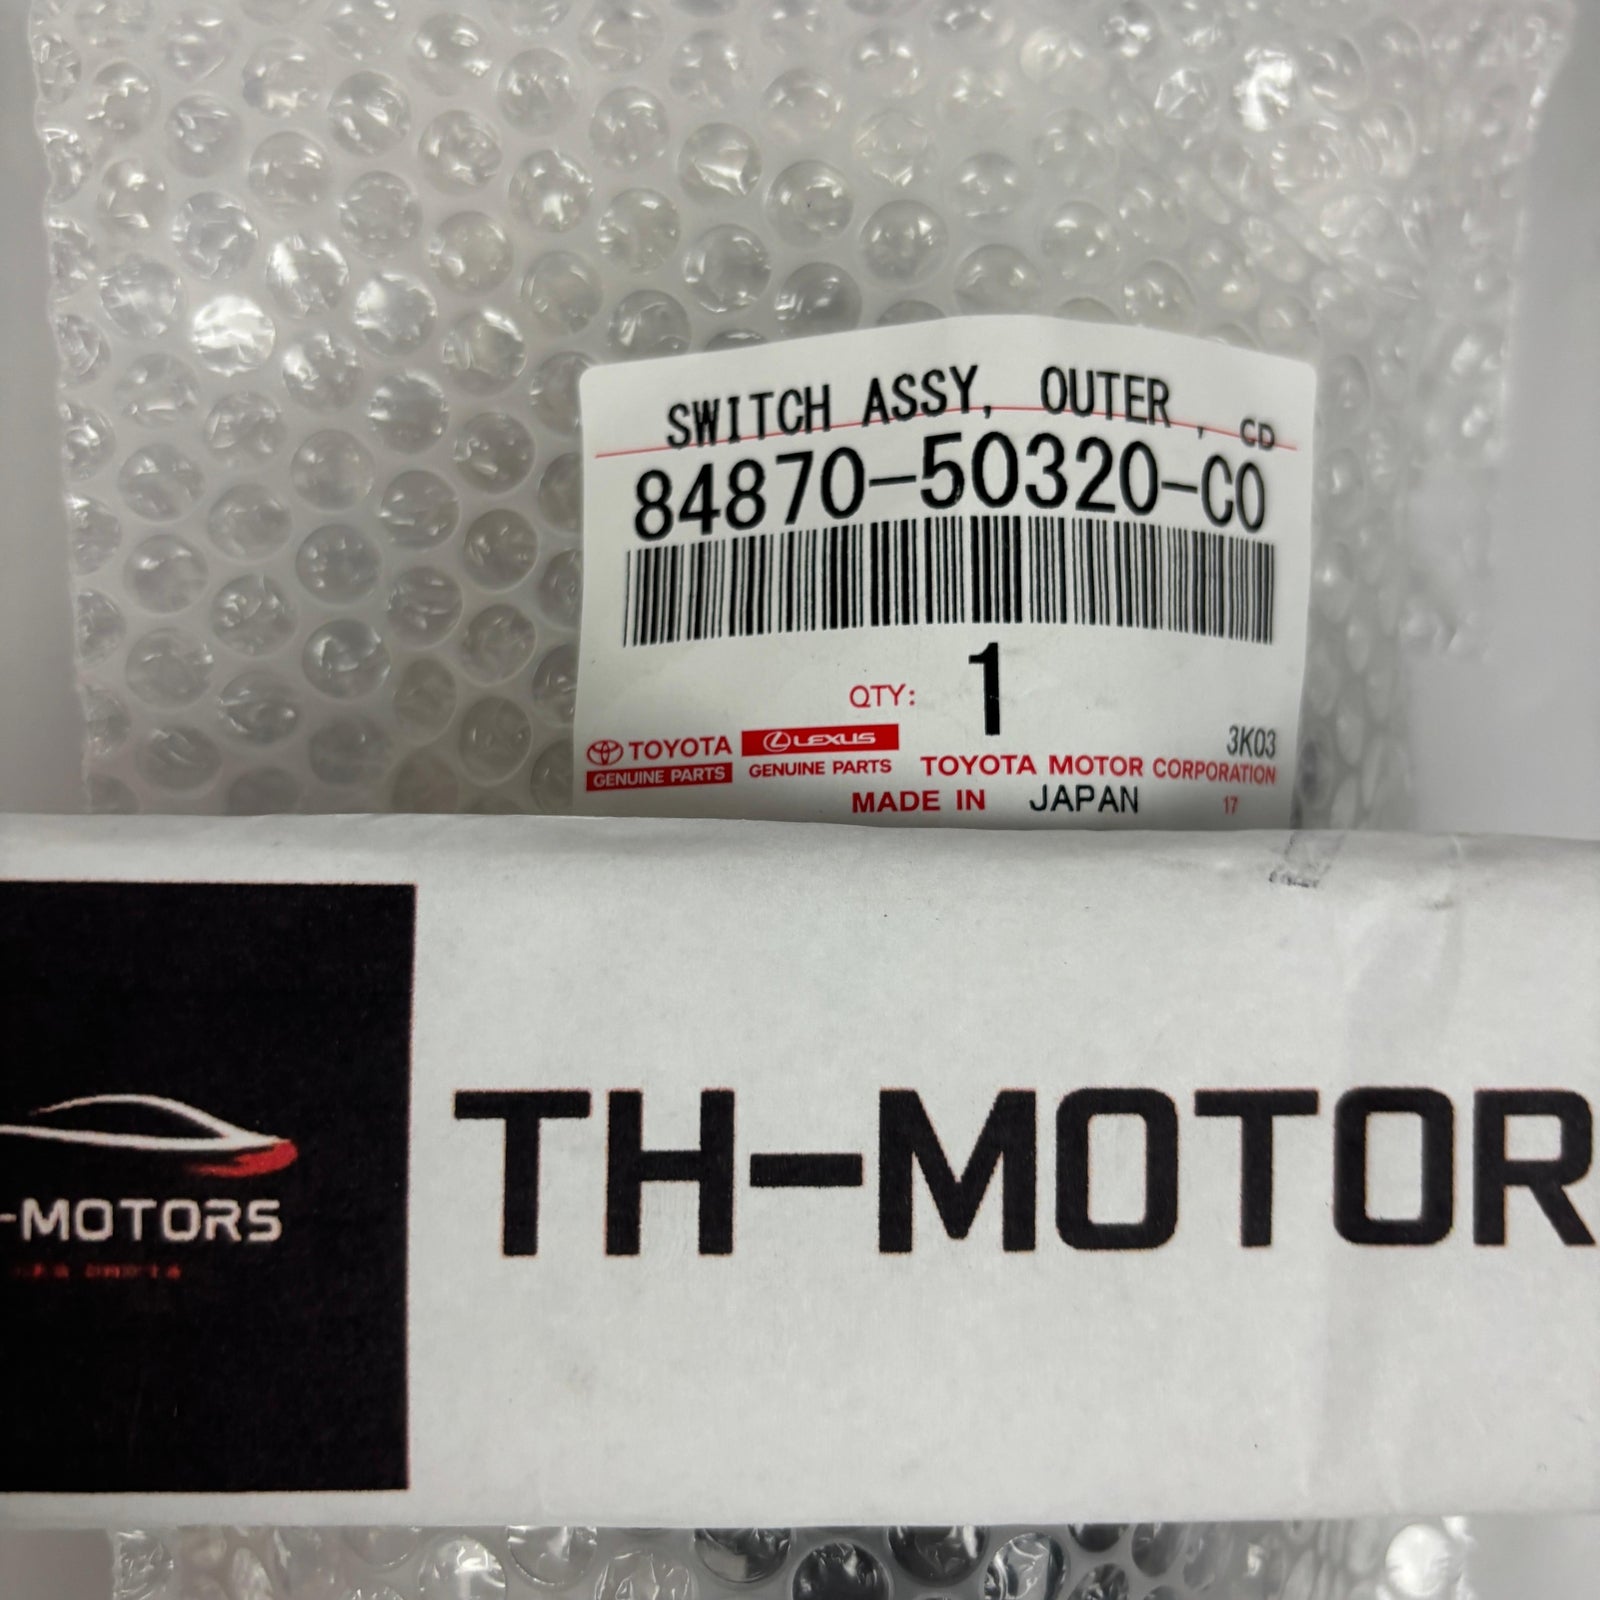 SWITCH ASSY, OUTER , CD
84870-50320-C0
QTY: 1
TOYOTA
GENUINE PARTS
LEXUS
GENUINE PARTS
3K03
TOYOTA MOTOR CORPORATION
MADE IN JAPAN 17
-MOTORS
TH-MOTOR